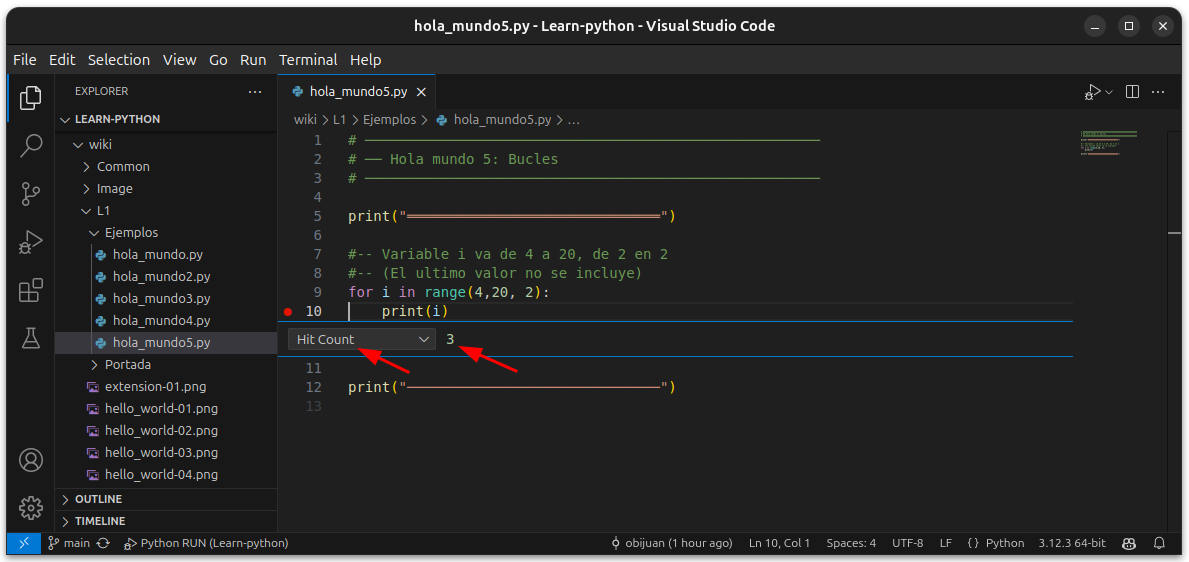 hola_mundo5.py - Learn-python - Visual Studio Code
File Edit Selection View Go Run Terminal Help
EXPLORER
LEARN-PYTHON
wiki
Common
Image
L1
Ejemplos
hola_mundo.py
hola_mundo2.py
hola_mundo3.py
hola_mundo4.py
hola_mundo5.py
Portada
extension-01.png
hello_world-01.png
hello_world-02.png
hello_world-03.png
hello_world-04.png
OUTLINE
TIMELINE
hola_mundo5.py
wiki > L1 > Ejemplos > hola_mundo5.py > ...
1 # ──────────────────────────────
2 # ── Hola mundo 5: Bucles
3 # ──────────────────────────────
4
5 print("══════════════════════════════")
6
7 #-- Variable i va de 4 a 20, de 2 en 2
8 #-- (El ultimo valor no se incluye)
9 for i in range(4,20, 2):
10 print(i)
Hit Count 3
11
12 print("──────────────────────────────")
13
main Python RUN (Learn-python) obijuan (1 hour ago) Ln 10, Col 1 Spaces: 4 UTF-8 LF {} Python 3.12.3 64-bit